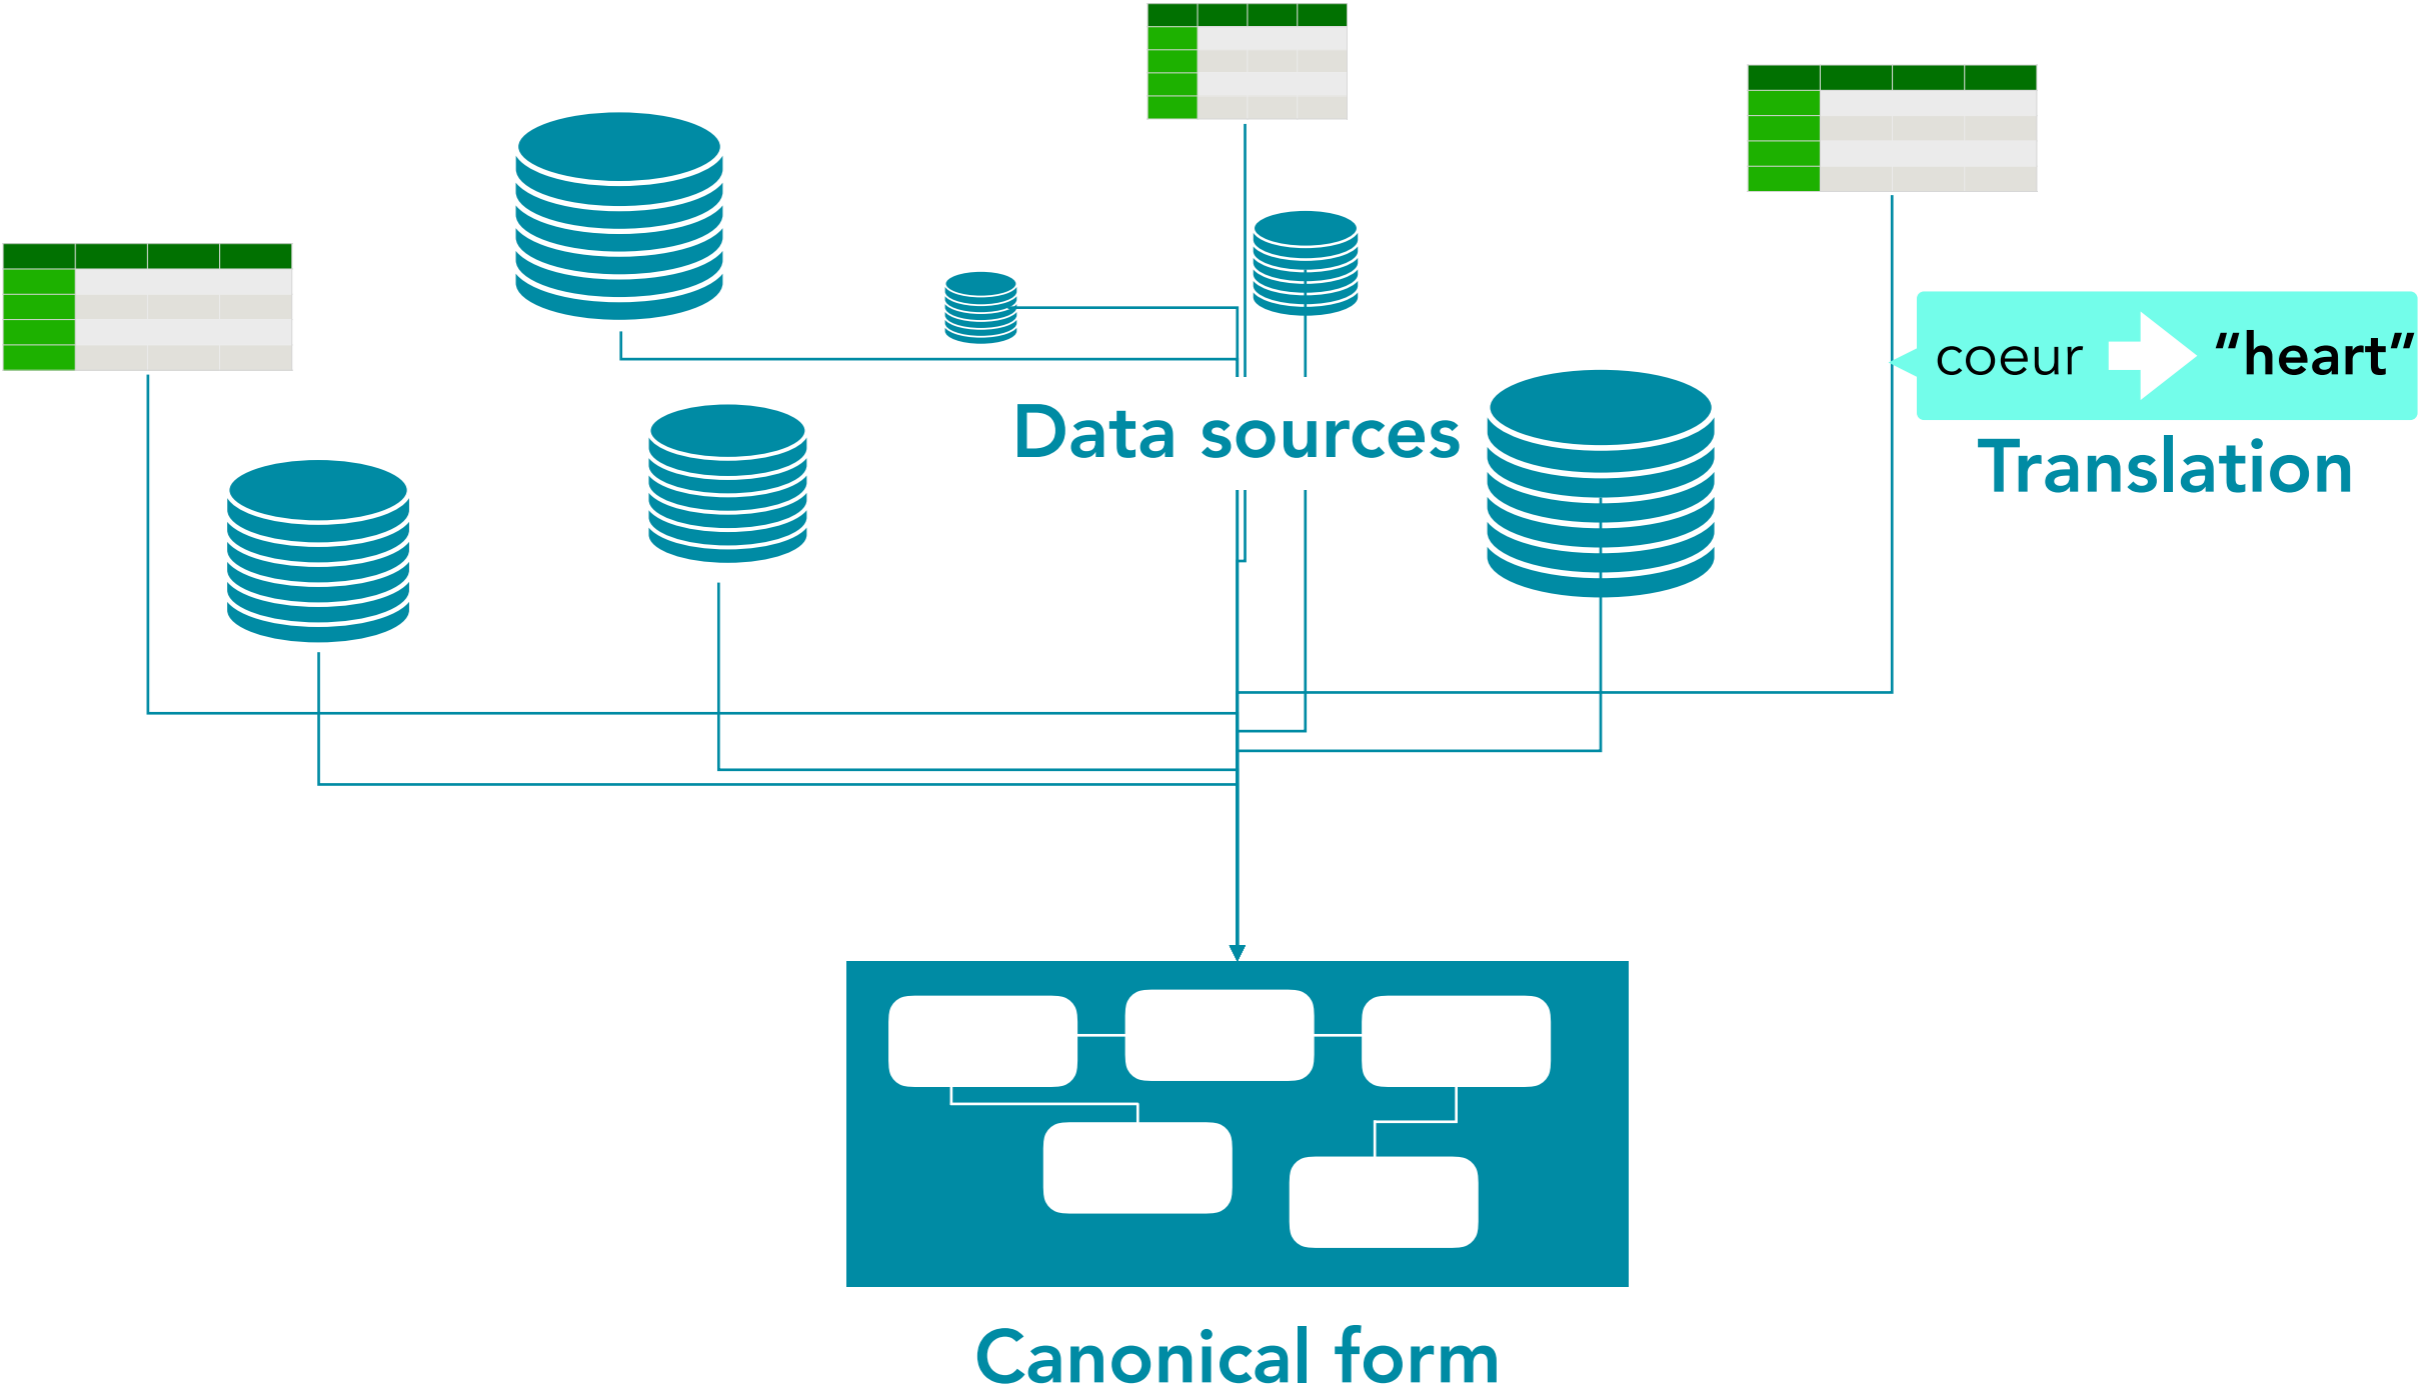 Data sources
coeur “heart“
Translation
Canonical form